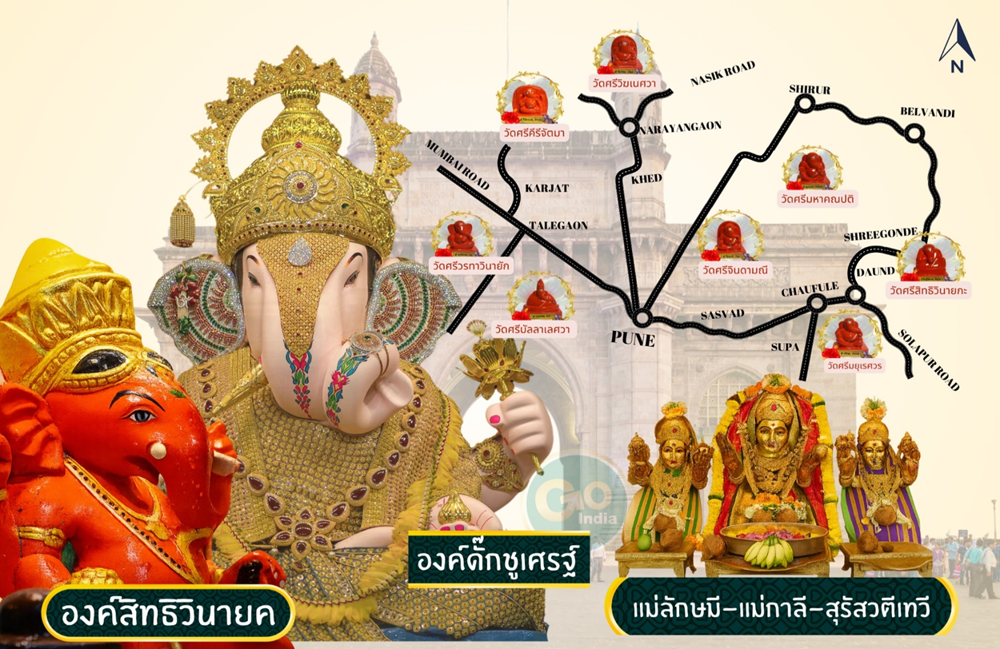 N
NASIK ROAD
วัดศรีวิฆเนศวา
SHIRUR
BELVANDI
วัดศรีคีรีจัตมา
NARAYANGAON
MUMBAI ROAD
KARJAT
KHED
วัดศรีมหาคณปติ
TALEGAON
SHREEGONDE
วัดศรีวรทาวินายัก
วัดศรีจินดามณี
DAUND
CHAUFULE
วัดศรีสิทธิวินายกะ
วัดศรีบัลลาเลศวา
SASVAD
PUNE
SUPA
SOLAPUR ROAD
วัดศรีมยุเรศวร
GO
India
องค์ดั๊กชูเศรฐ์
องค์สิทธิวินายค
แม่ลักษมี-แม่กาลี-สุรัสวตีเทวี